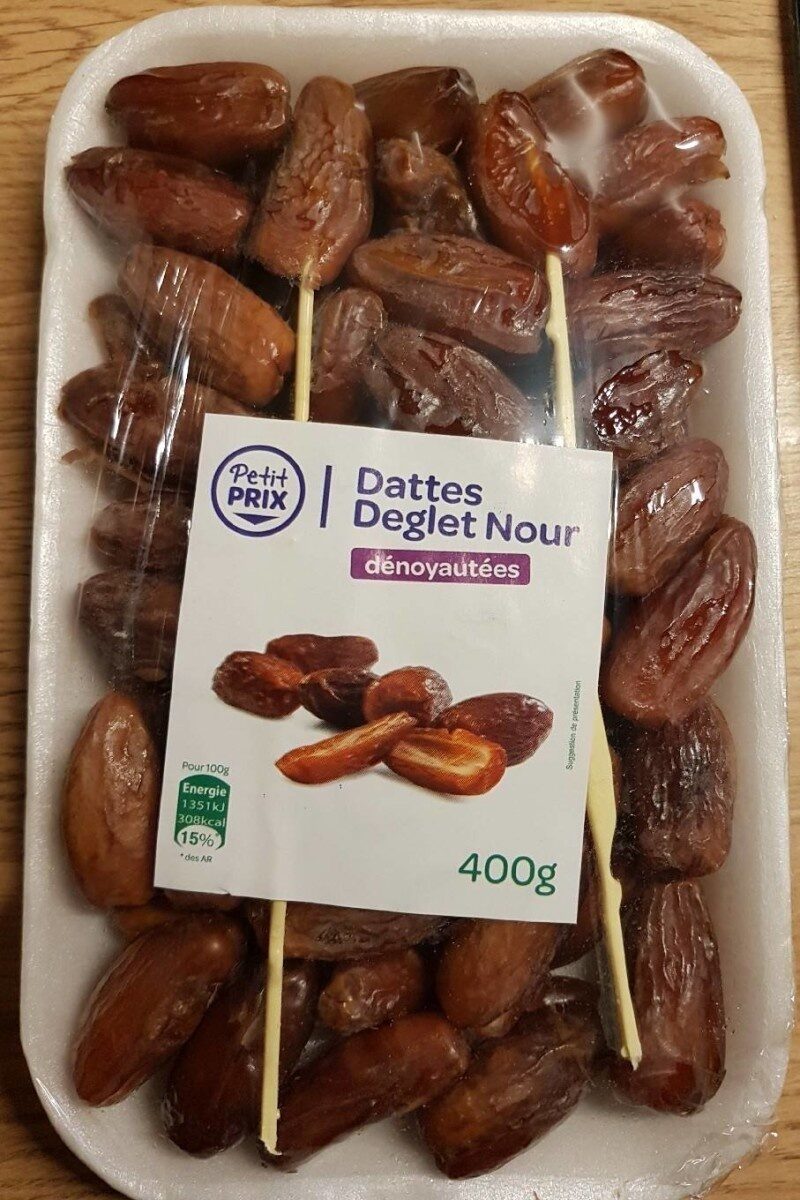 Petit
PRIX
Dattes
Deglet Nour
dénoyautées
Suggestion de présentation
Pour 100g
Energie
1351kJ
308kcal
15%*
*des AR
400g